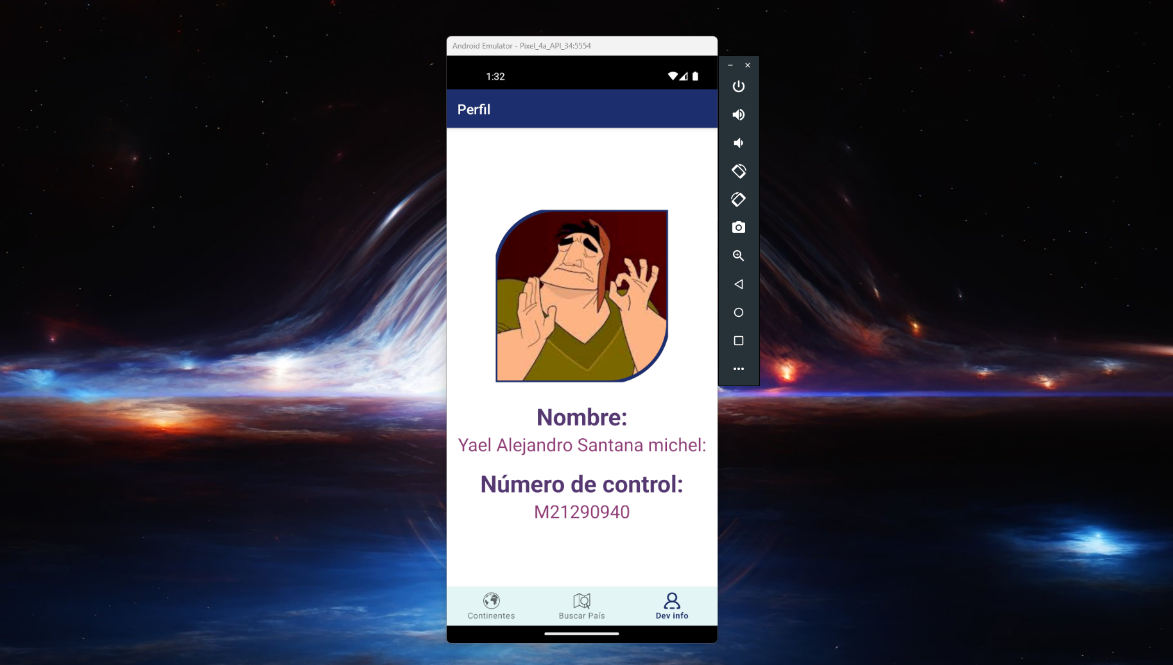 Android Emulator - Pixel_4a_API_34:5554
1:32
Perfil
Nombre:
Yael Alejandro Santana michel:
Número de control:
M21290940
Continentes
Buscar País
Dev info